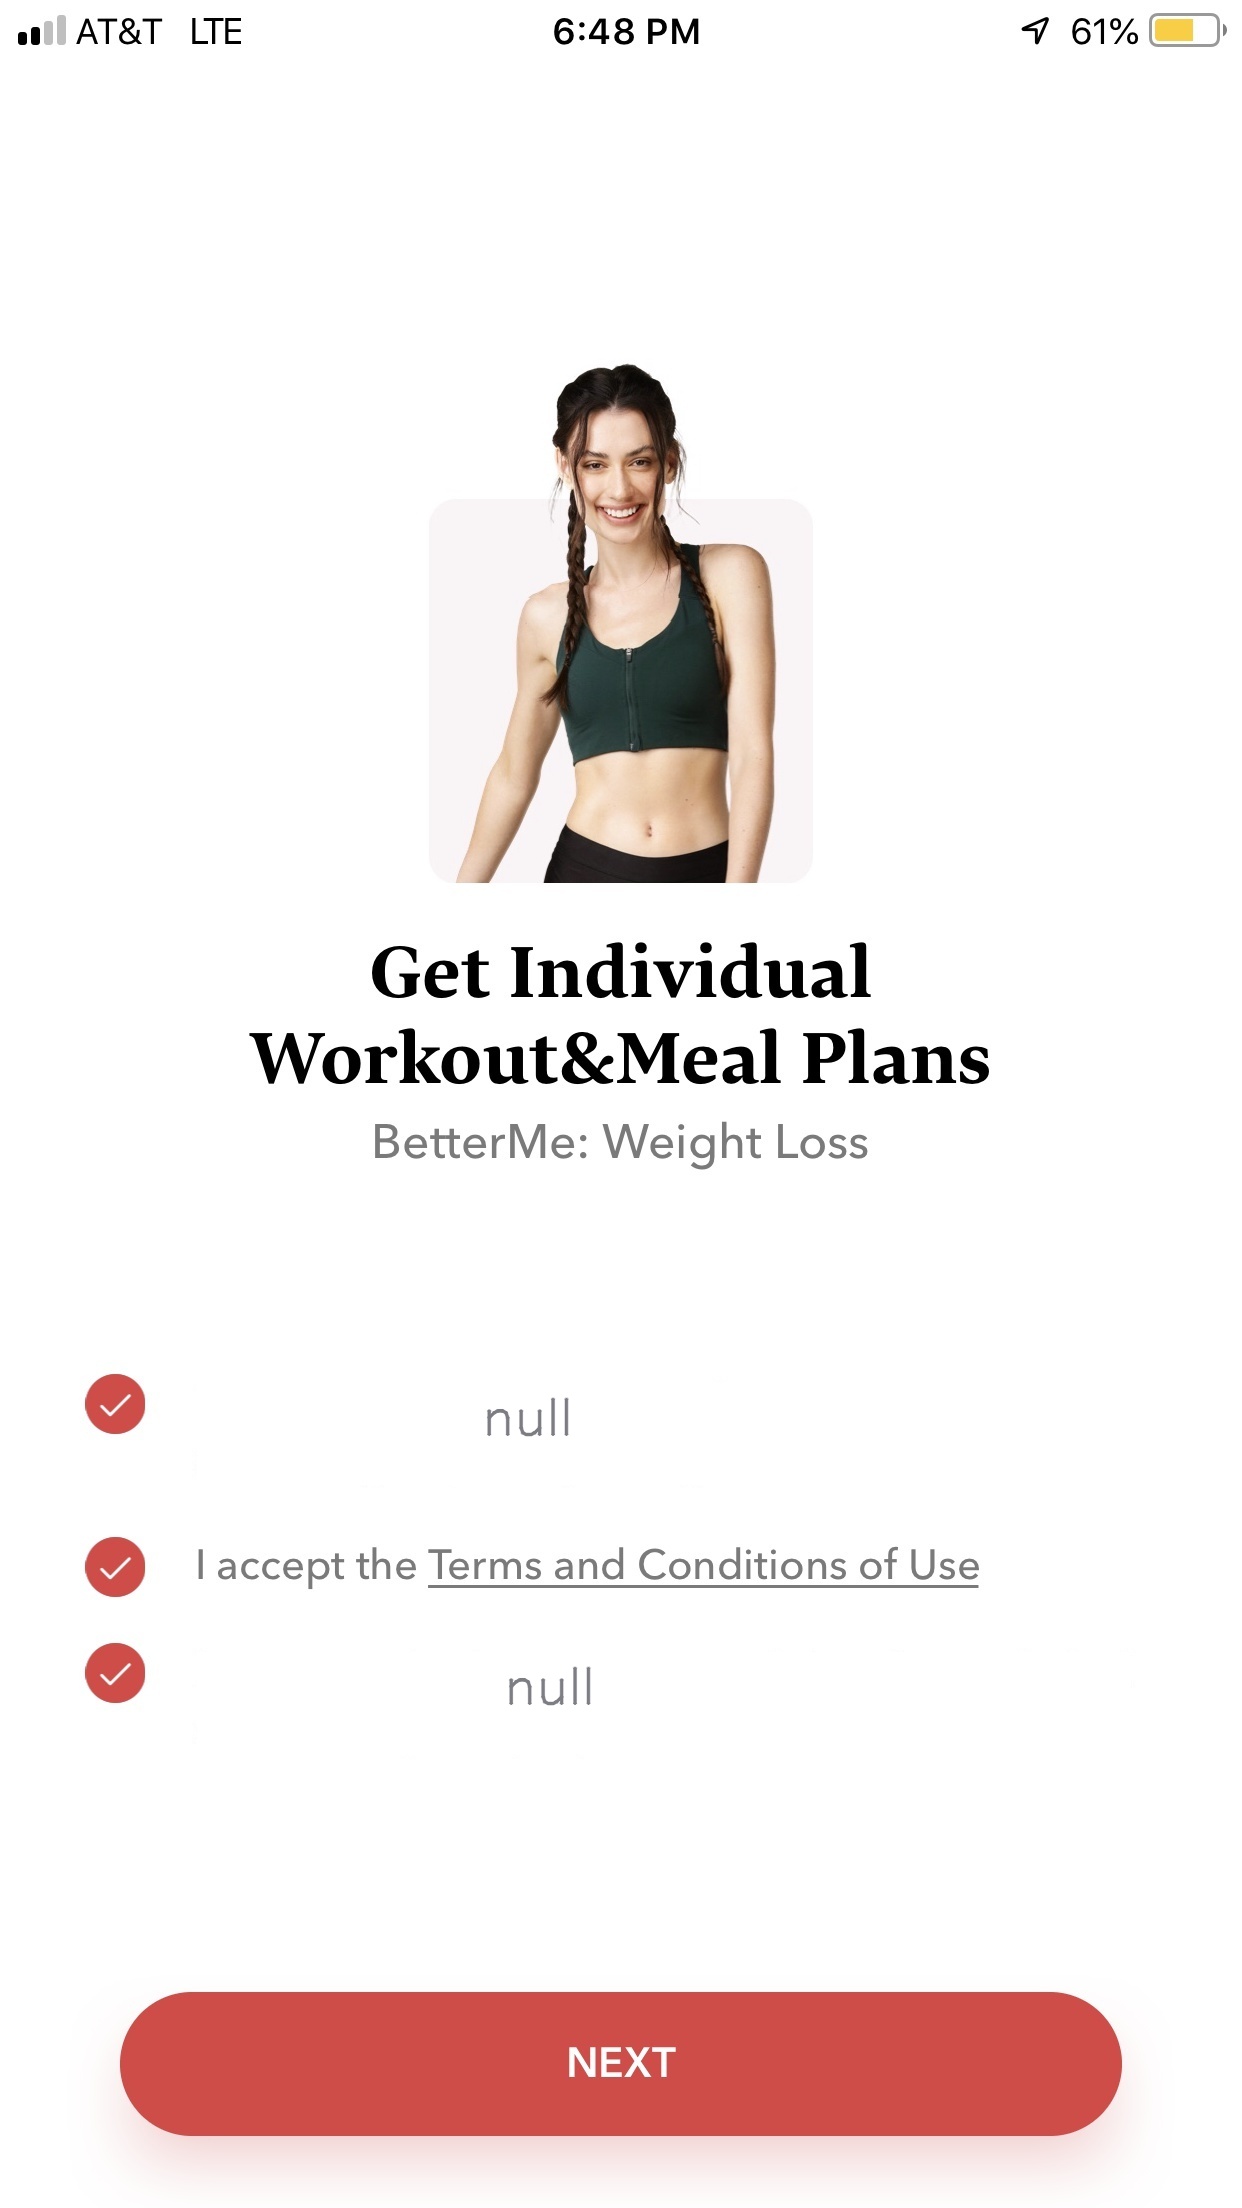 AT&T LTE 6:48 PM 61%
Get Individual
Workout&Meal Plans
BetterMe: Weight Loss
null
I accept the Terms and Conditions of Use
null
NEXT